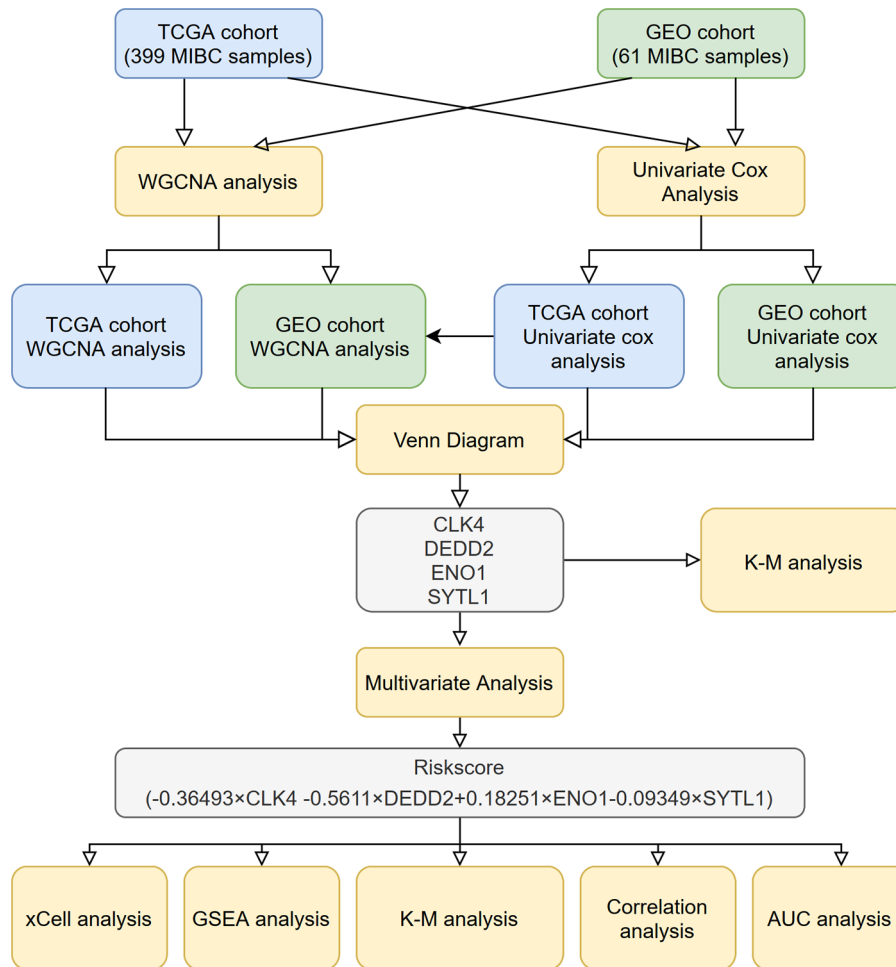 TCGA cohort
(399 MIBC samples)
GEO cohort
(61 MIBC samples)
WGCNA analysis
Univariate Cox
Analysis
TCGA cohort
WGCNA analysis
GEO cohort
WGCNA analysis
TCGA cohort
Univariate cox
analysis
GEO cohort
Univariate cox
analysis
Venn Diagram
CLK4
DEDD2
ENO1
SYTL1
K-M analysis
Multivariate Analysis
Riskscore
(-0.36493×CLK4 -0.5611×DEDD2+0.18251×ENO1-0.09349×SYTL1)
xCell analysis
GSEA analysis
K-M analysis
Correlation
analysis
AUC analysis